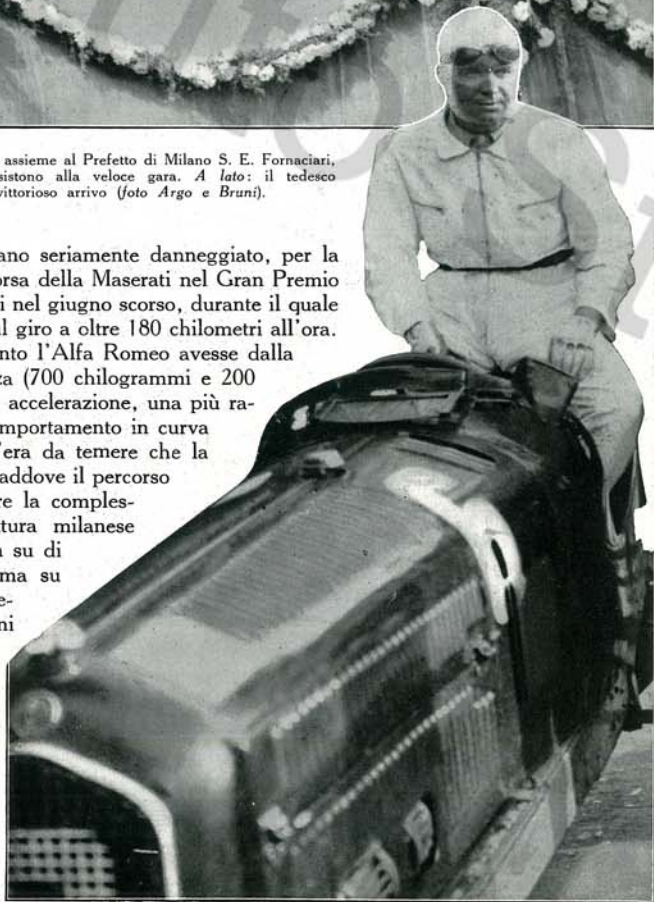 assieme al Prefetto di Milano S. E. Fornaciari,
sistono alla veloce gara. A lato: il tedesco
vittorioso arrivo (foto Argo e Bruni).
ano seriamente danneggiato, per la
orsa della Maserati nel Gran Premio
i nel giugno scorso, durante il quale
l giro a oltre 180 chilometri all'ora.
nto l'Alfa Romeo avesse dalla
za (700 chilogrammi e 200
accelerazione, una più ra-
mportamento in curva
'era da temere che la
addove il percorso
re la comples-
tura milanese
su di
ma su
e-
ni